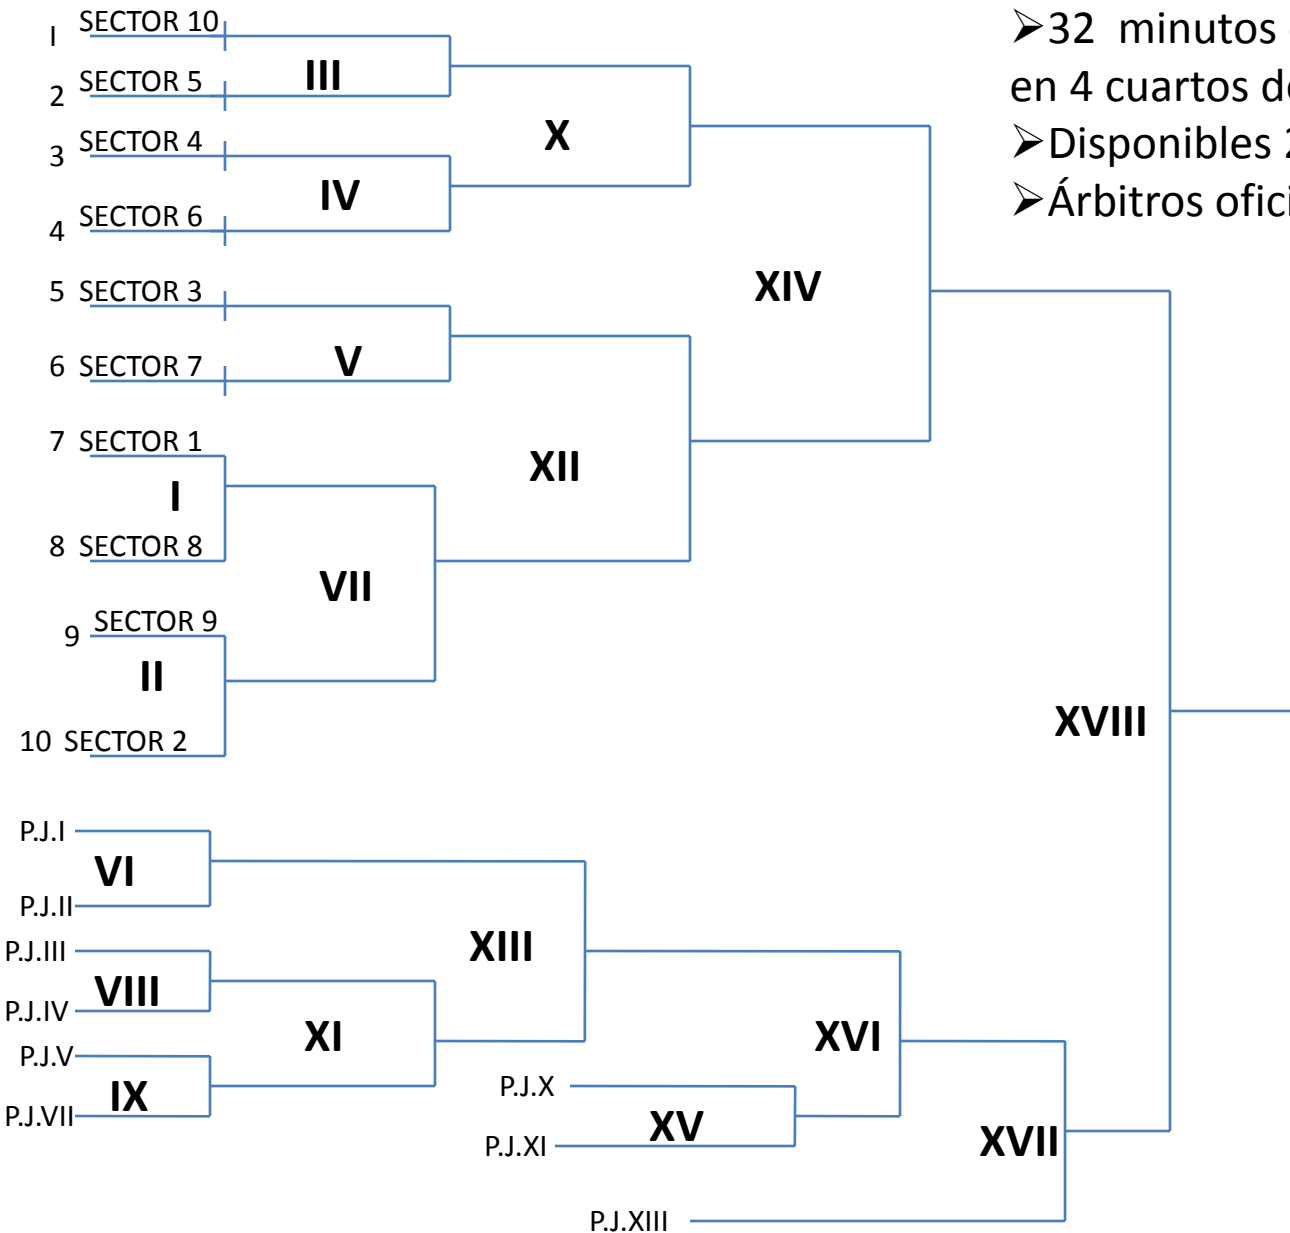 I SECTOR 10
III
2 SECTOR 5
X
3 SECTOR 4
IV
4 SECTOR 6
5 SECTOR 3
V
6 SECTOR 7
XIV
7 SECTOR 1
I
8 SECTOR 8
XII
VII
9 SECTOR 9
II
10 SECTOR 2
XVIII
➢32 minutos
en 4 cuartos
➢Disponibles
➢Árbitros
P.J.I
VI
P.J.II
P.J.III
VIII
P.J.IV
XIII
XI
P.J.V
IX
P.J.VII
XVI
P.J.X
XV
P.J.XI
XVII
P.J.XIII